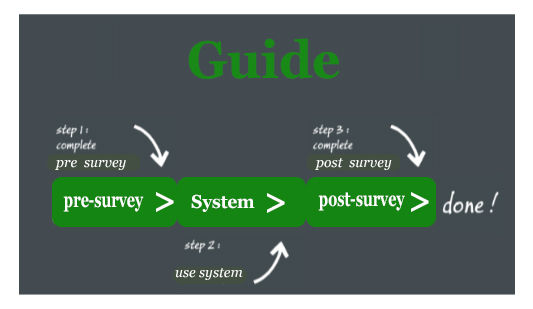 Guide
step 1 :
complete
pre survey
step 3 :
complete
post survey
pre-survey > System > post-survey > done !
step 2 :
use system